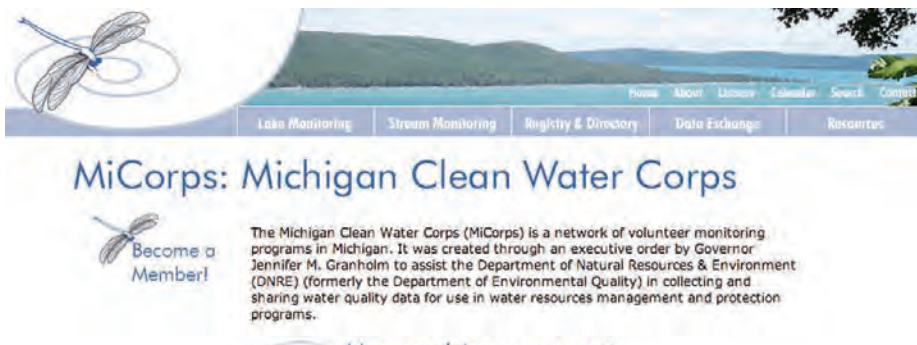 Home About Listserv Calendar Search Contact
Lake Monitoring Stream Monitoring Registry & Directory Data Exchange Resources
MiCorps: Michigan Clean Water Corps
Become a
Member!
The Michigan Clean Water Corps (MiCorps) is a network of volunteer monitoring
programs in Michigan. It was created through an executive order by Governor
Jennifer M. Granholm to assist the Department of Natural Resources & Environment
(DNRE) (formerly the Department of Environmental Quality) in collecting and
sharing water quality data for use in water resources management and protection
programs.